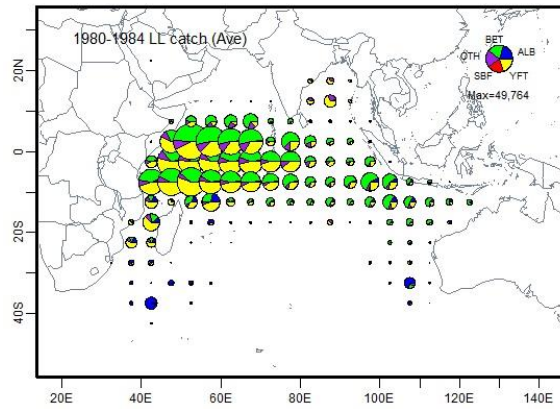 1980-1984 LL catch (Ave)
BET
OTH
ALB
SBF
YFT
Max=49,764
20N
0
20S
40S
20E
40E
60E
80E
100E
120E
140E